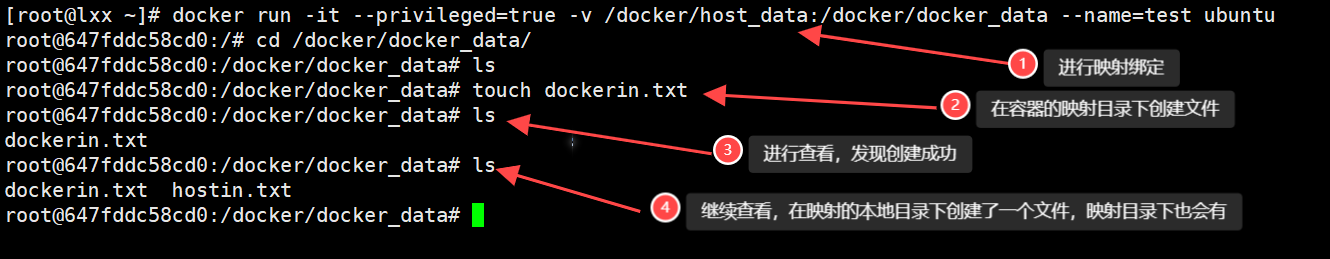 [root@lxx ~]# docker run -it --privileged=true -v /docker/host_data:/docker/docker_data --name=test ubuntu
root@647fddc58cd0:/# cd /docker/docker_data/
root@647fddc58cd0:/docker/docker_data# ls
1 进行映射绑定
root@647fddc58cd0:/docker/docker_data# touch dockerin.txt
2 在容器的映射目录下创建文件
root@647fddc58cd0:/docker/docker_data# ls
dockerin.txt
3 进行查看，发现创建成功
root@647fddc58cd0:/docker/docker_data# ls
dockerin.txt  hostin.txt
4 继续查看，在映射的本地目录下创建了一个文件，映射目录下也会有
root@647fddc58cd0:/docker/docker_data#